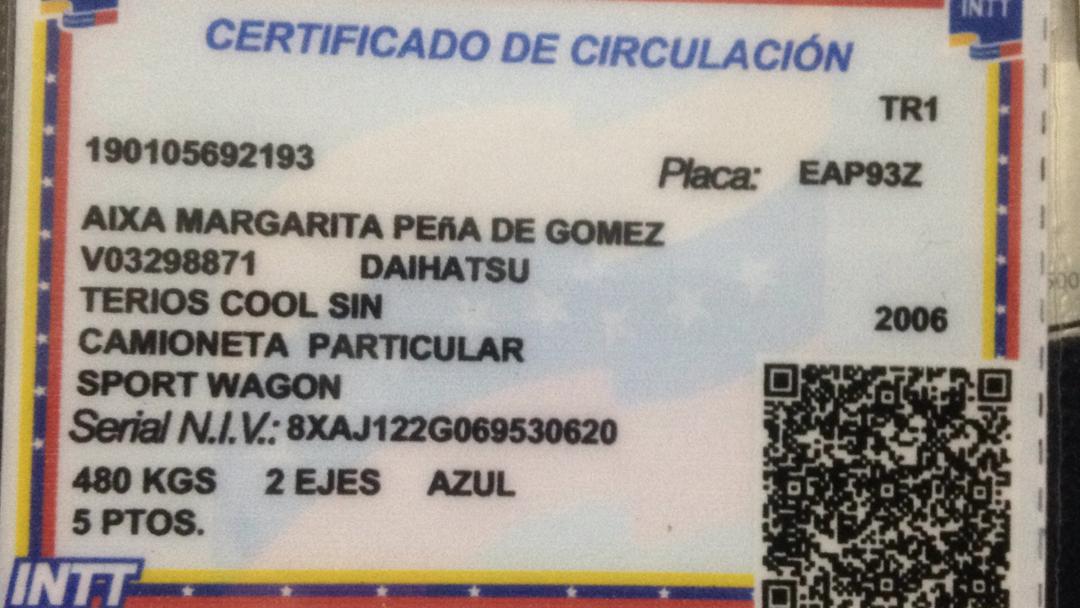 INTT
CERTIFICADO DE CIRCULACIÓN
TR1
190105692193
Placa: EAP93Z
AIXA MARGARITA PEñA DE GOMEZ
V03298871 DAIHATSU
TERIOS COOL SIN
2006
CAMIONETA PARTICULAR
SPORT WAGON
Serial N.I.V.: 8XAJ122G069530620
480 KGS 2 EJES AZUL
5 PTOS.
INTT